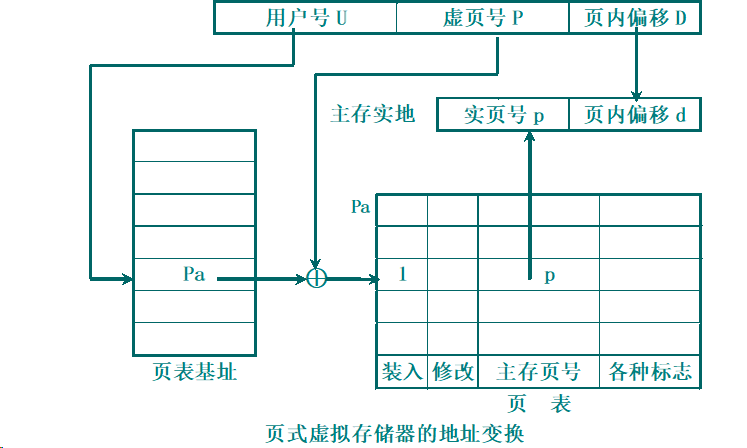 用户号 U 虚页号 P 页内偏移 D
主存实地 实页号 p 页内偏移 d
Pa
Pa 1 p
装入 修改 主存页号 各种标志
页表基址
页 表
页式虚拟存储器的地址变换